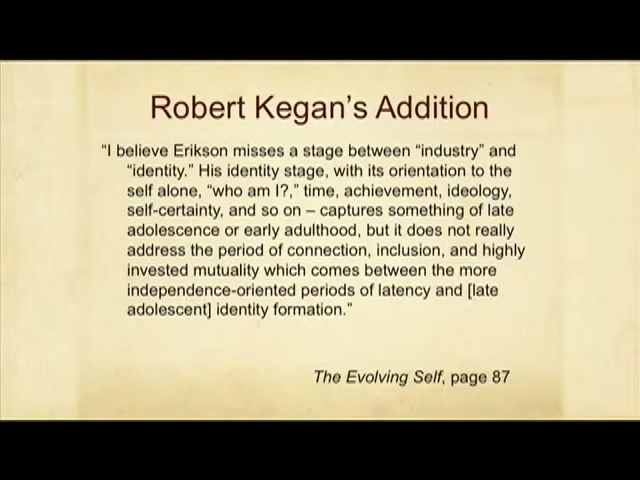 Robert Kegan’s Addition
“I believe Erikson misses a stage between “industry” and
“identity.” His identity stage, with its orientation to the
self alone, “who am I?,” time, achievement, ideology,
self-certainty, and so on – captures something of late
adolescence or early adulthood, but it does not really
address the period of connection, inclusion, and highly
invested mutuality which comes between the more
independence-oriented periods of latency and [late
adolescent] identity formation.”
The Evolving Self, page 87